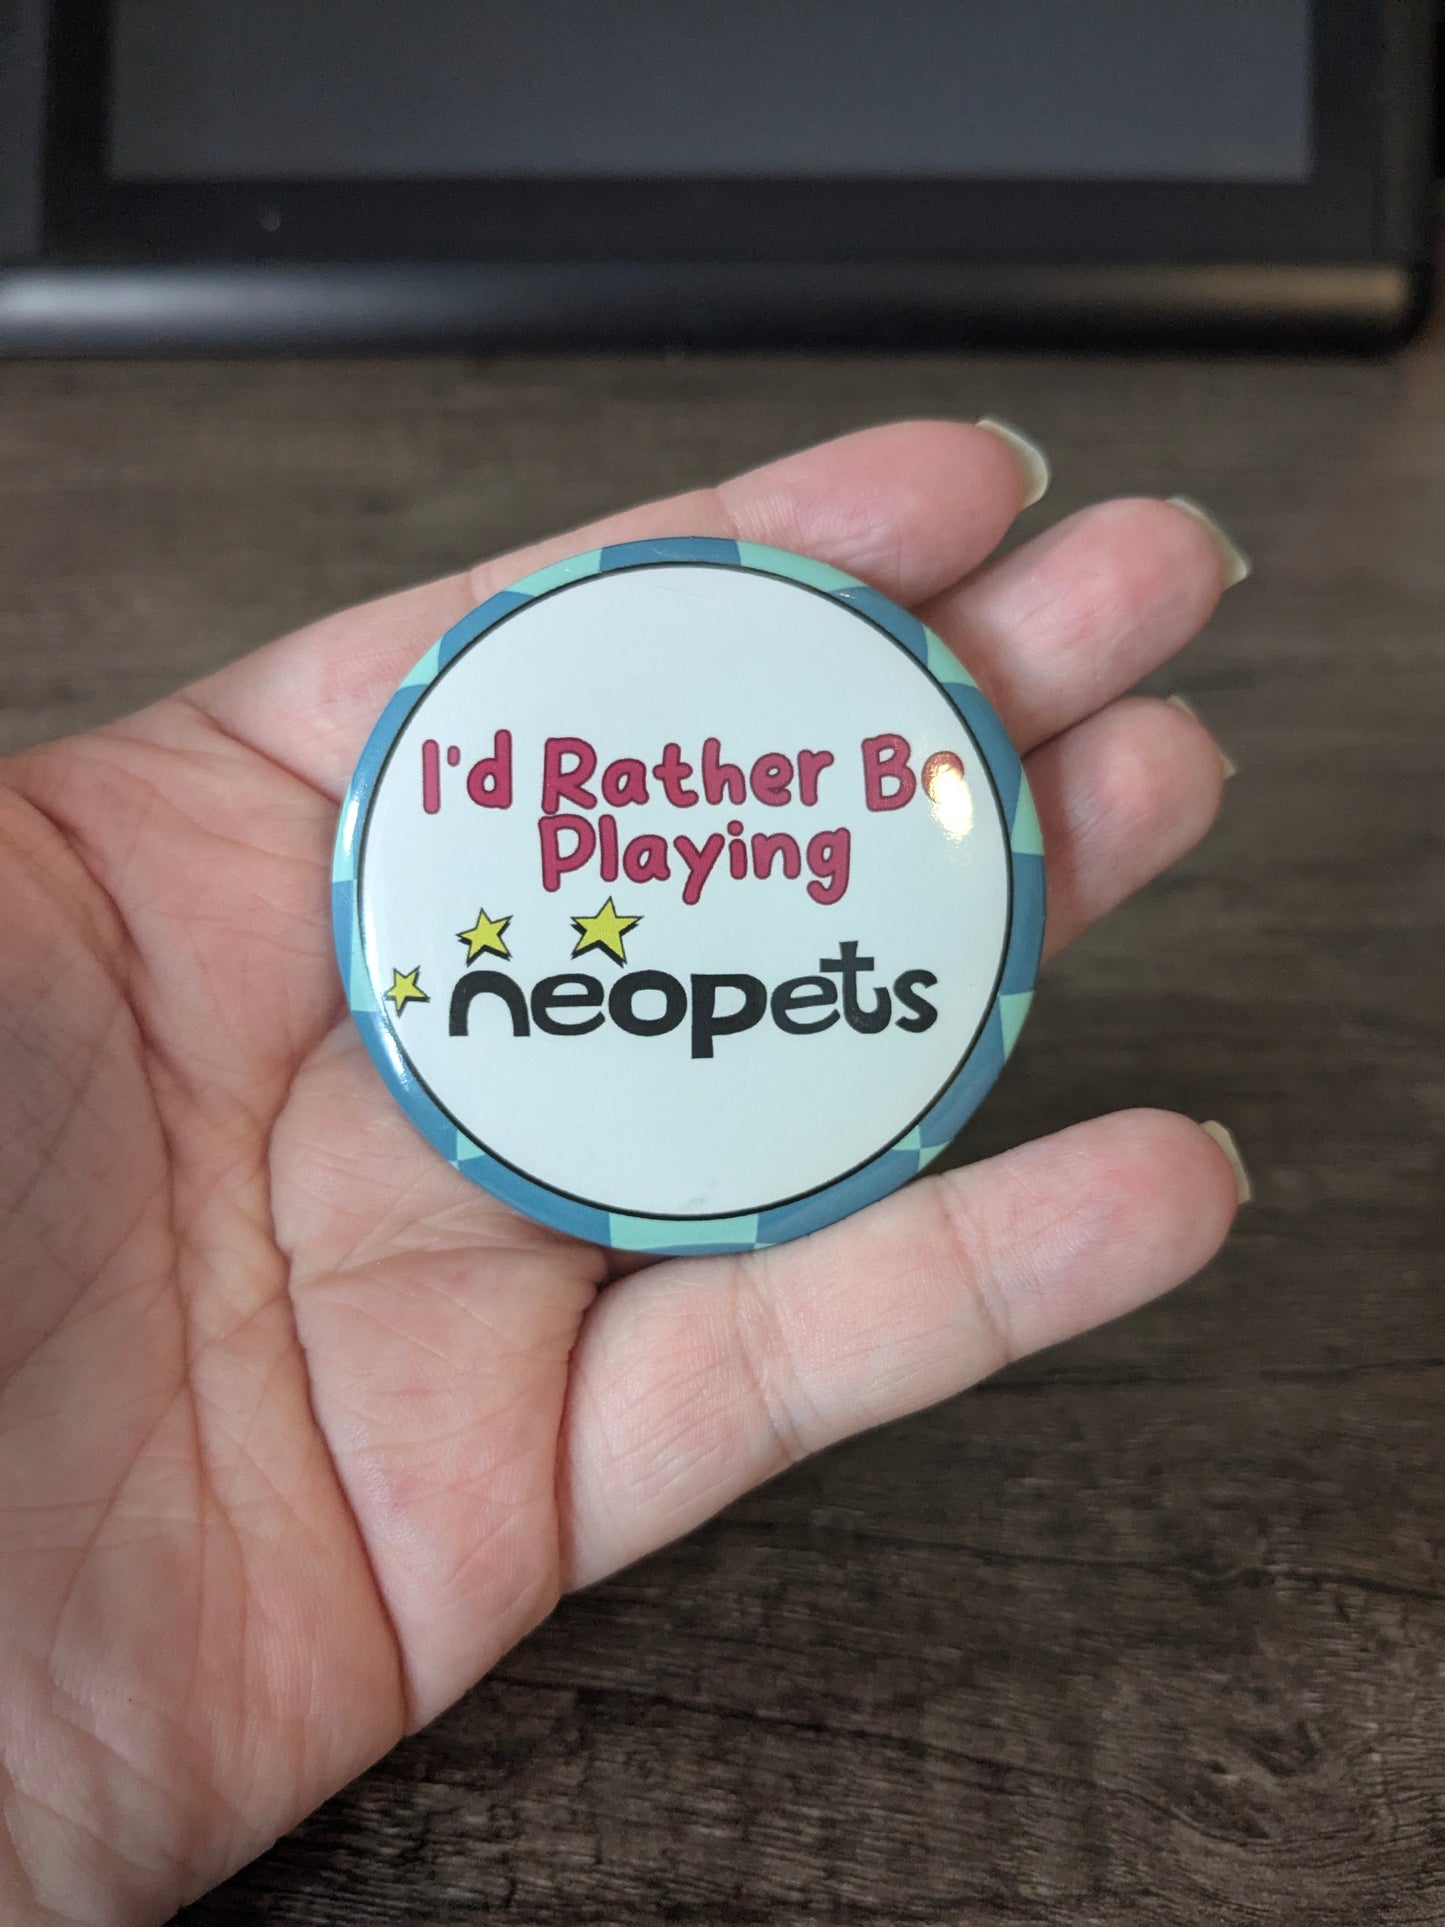 I'd Rather Be
Playing
neopets